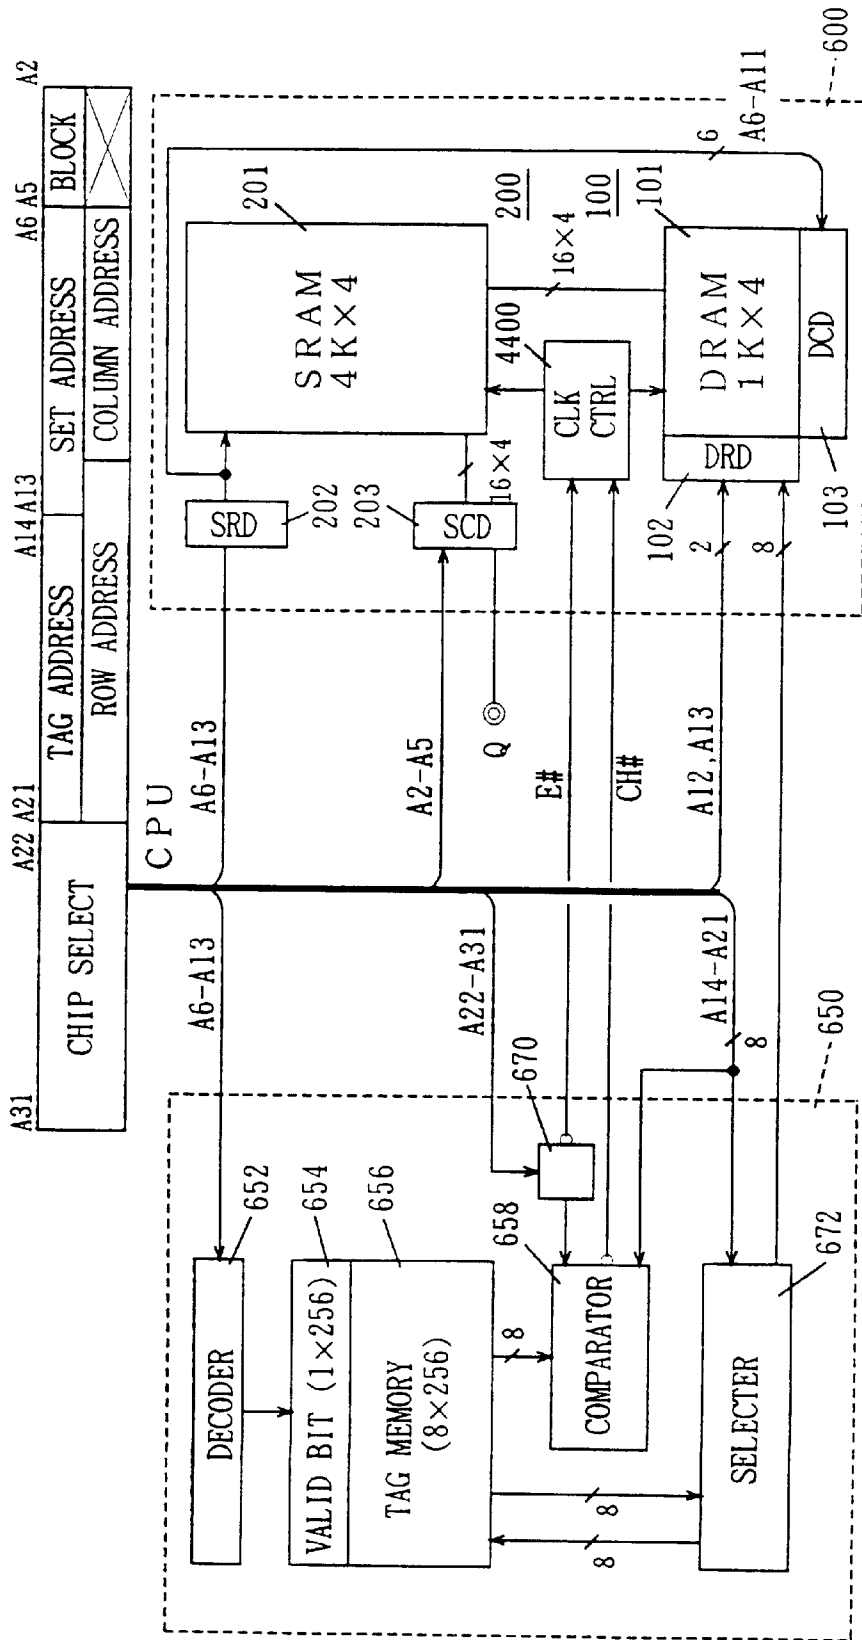 A31
A22 A21
A14 A13
A6 A5
A2
CHIP SELECT
TAG ADDRESS
SET ADDRESS
BLOCK
ROW ADDRESS
COLUMN ADDRESS
CPU
A6-A13
A6-A13
DECODER
652
VALID BIT (1×256)
654
TAG MEMORY
(8×256)
656
8
8
8
COMPARATOR
658
670
SELECTER
672
650
A22-A31
A14-A21
8
A2-A5
Q
E#
CH#
A12,A13
2
8
SRD
202
203
SCD
16×4
SRAM
4K×4
201
200
100
16×4
CLK
CTRL
4400
DRAM
1K×4
101
DRD
102
DCD
103
6
A6-A11
600